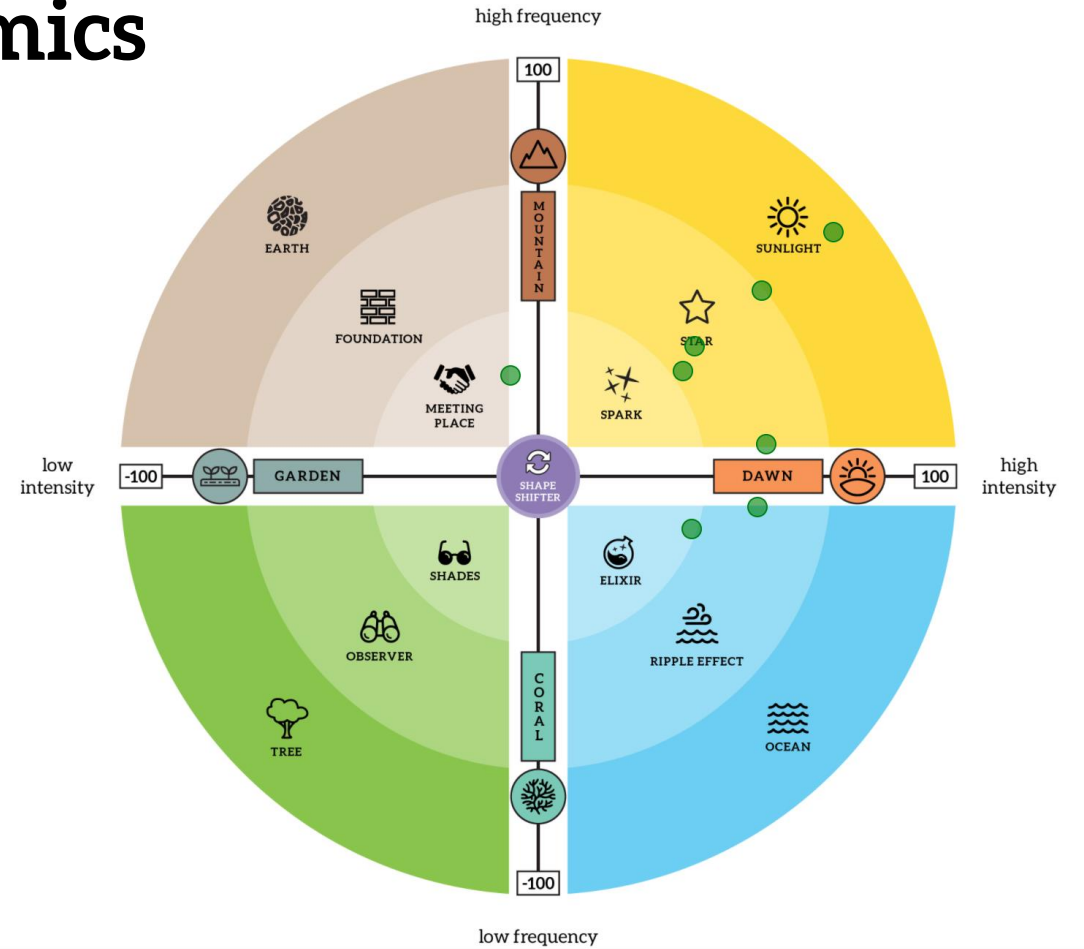 mics
high frequency
100
MOUNTAIN
EARTH
SUNLIGHT
FOUNDATION
STAR
MEETING
PLACE
SPARK
low
intensity
-100
GARDEN
SHAPE
SHIFTER
DAWN
100
high
intensity
SHADES
ELIXIR
OBSERVER
RIPPLE EFFECT
CORAL
TREE
OCEAN
-100
low frequency